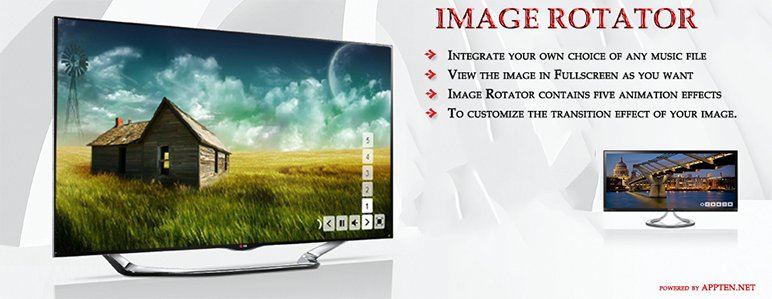 IMAGE ROTATOR
Integrate your own choice of any music file
View the image in Fullscreen as you want
Image Rotator contains five animation effects
To customize the transition effect of your image.
5
4
3
2
1
LG
powered by APPTEN.NET